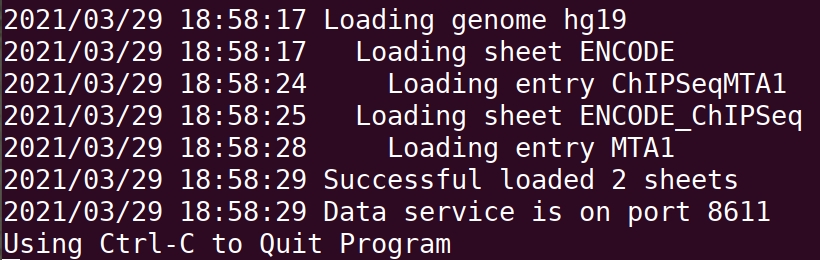 2021/03/29 18:58:17 Loading genome hg19
2021/03/29 18:58:17   Loading sheet ENCODE
2021/03/29 18:58:24     Loading entry ChIPSeqMTA1
2021/03/29 18:58:25   Loading sheet ENCODE_ChIPSeq
2021/03/29 18:58:28     Loading entry MTA1
2021/03/29 18:58:29 Successful loaded 2 sheets
2021/03/29 18:58:29 Data service is on port 8611
Using Ctrl-C to Quit Program